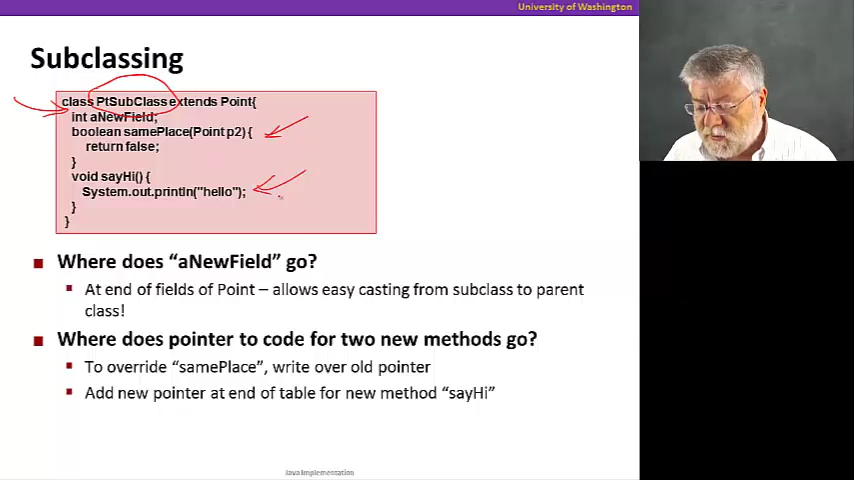 University of Washington
Subclassing
class PtSubClass extends Point{
int aNewField;
boolean samePlace(Point p2) {
return false;
}
void sayHi() {
System.out.println("hello");
}
}
Where does “aNewField” go?
At end of fields of Point – allows easy casting from subclass to parent
class!
Where does pointer to code for two new methods go?
To override “samePlace”, write over old pointer
Add new pointer at end of table for new method “sayHi”
Java Implementation